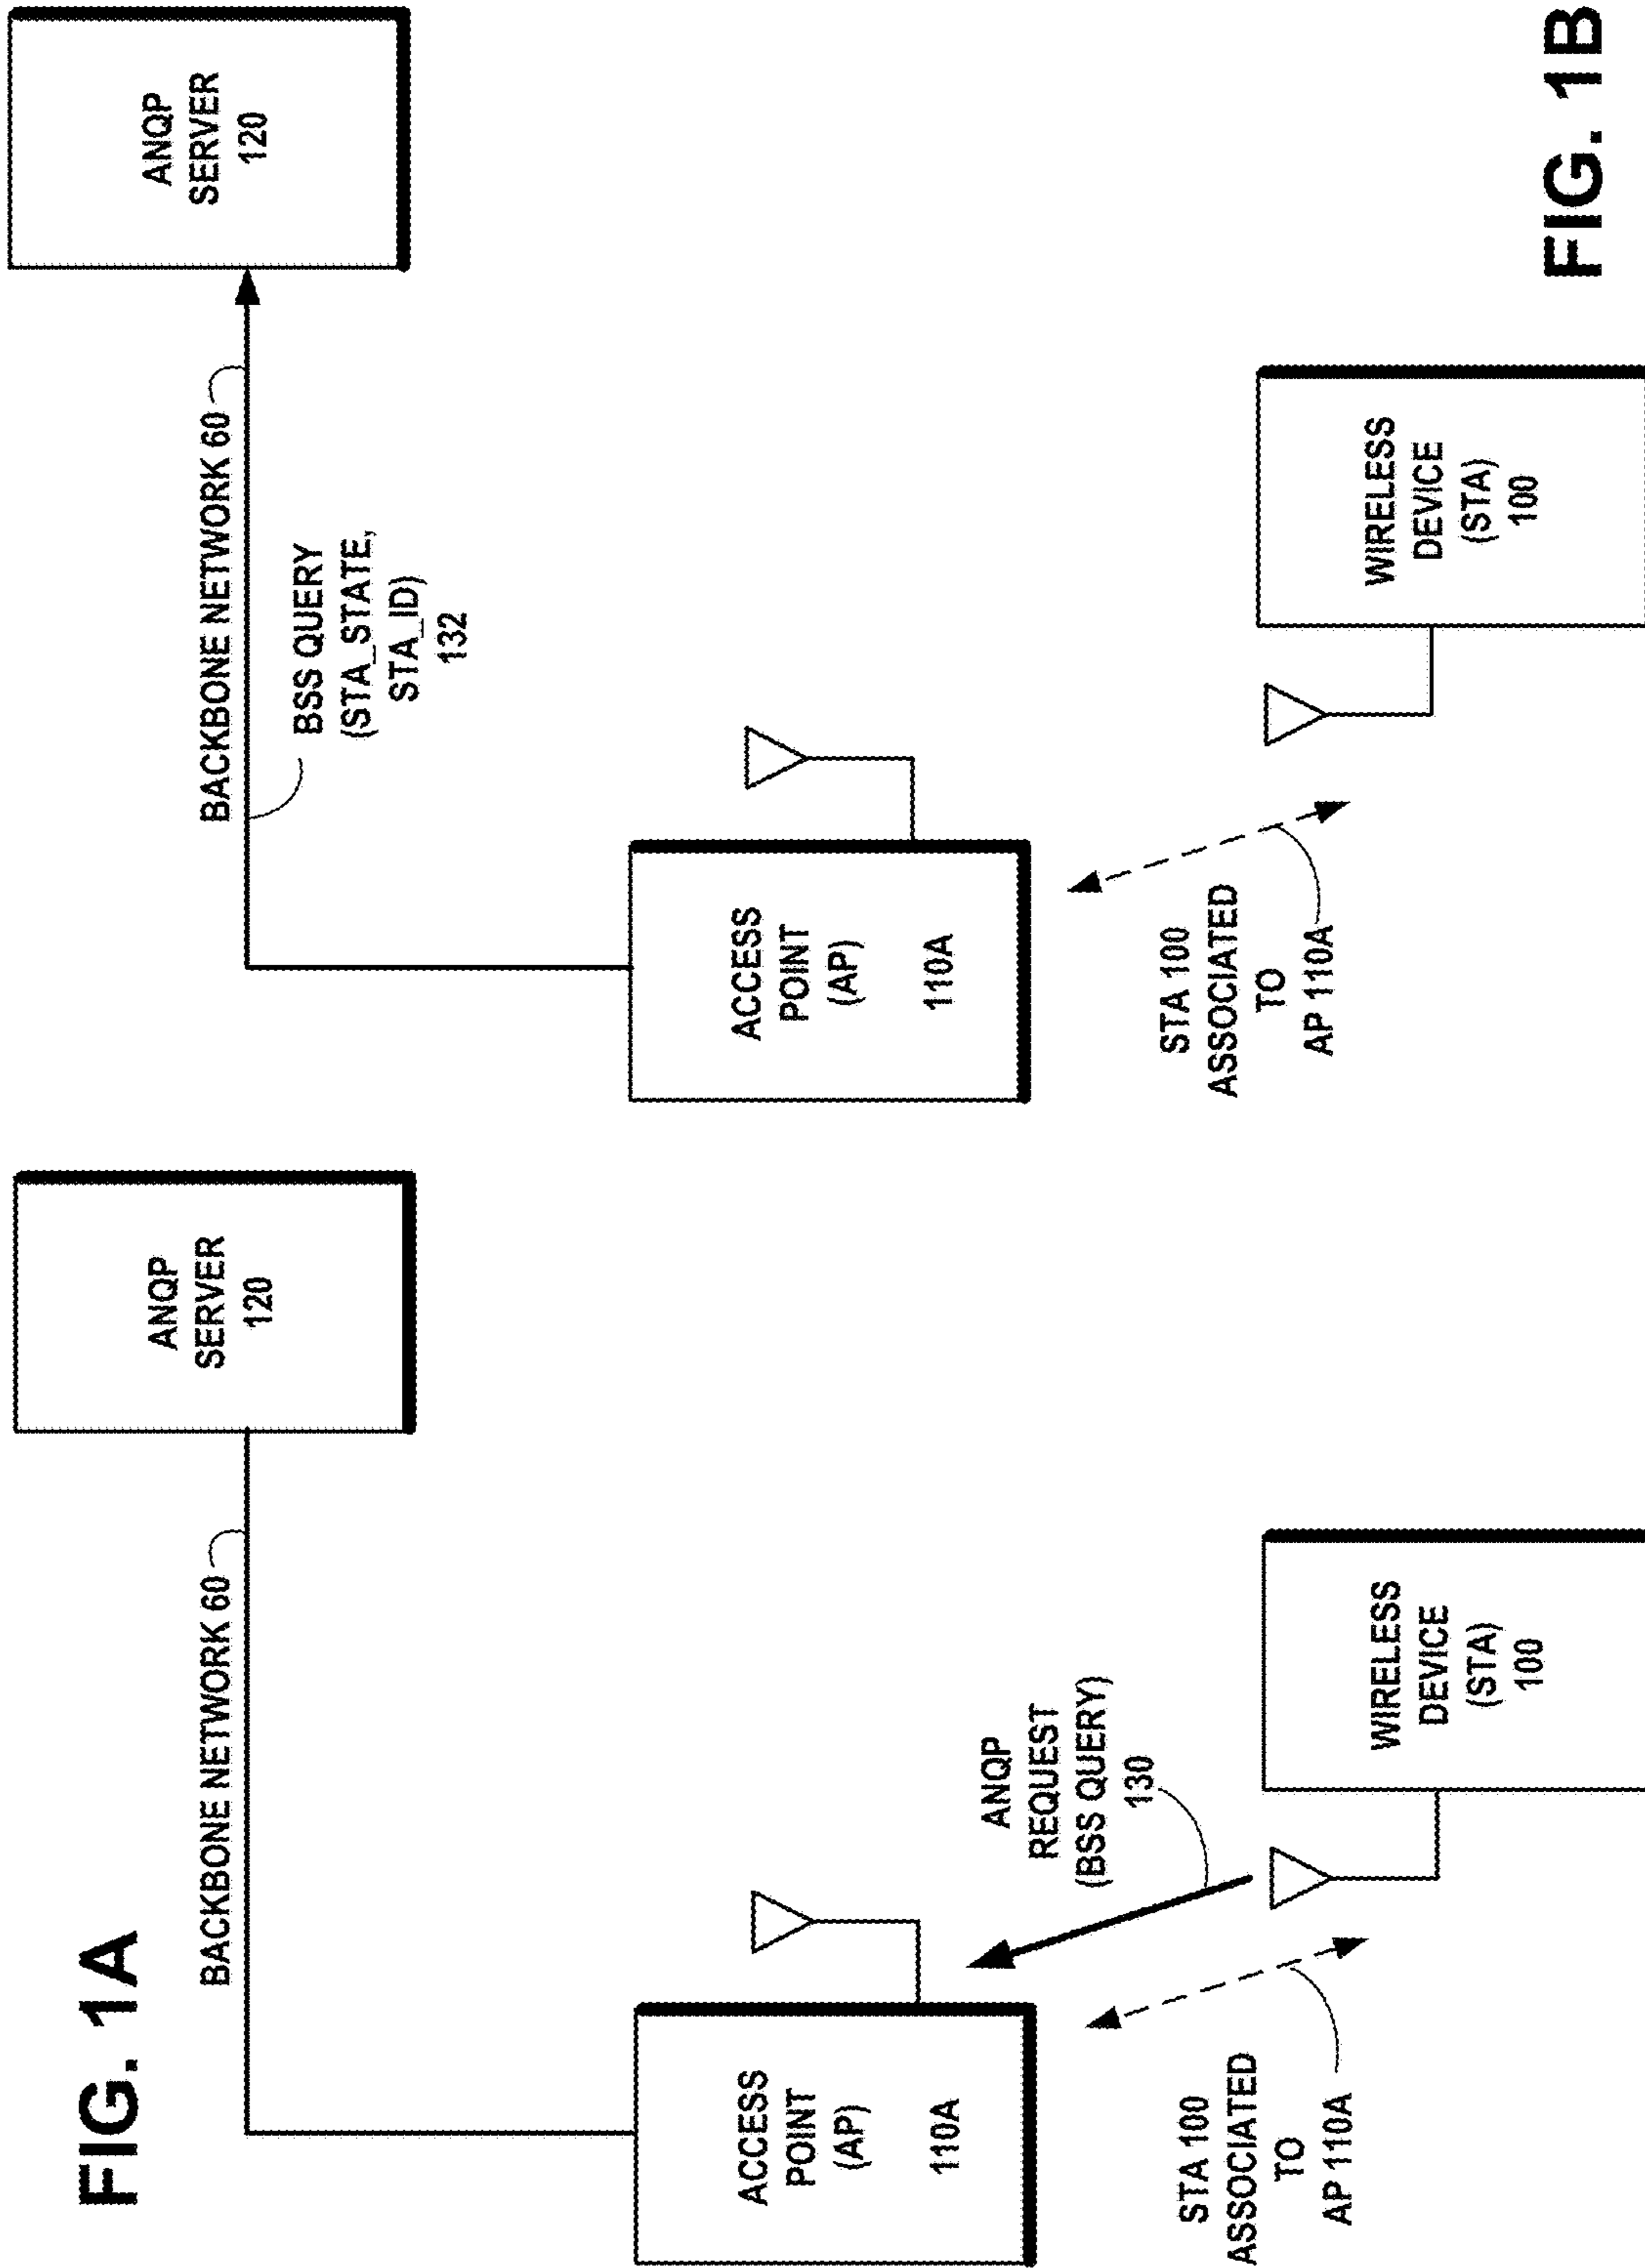 FIG. 1A
BACKBONE NETWORK 60
ANQP
SERVER
120
ACCESS
POINT
(AP)
110A
ANQP
REQUEST
(BSS QUERY)
130
STA 100
ASSOCIATED
TO
AP 110A
WIRELESS
DEVICE
(STA)
100
BACKBONE NETWORK 60
ANQP
SERVER
120
BSS QUERY
(STA_STATE,
STA_ID)
132
ACCESS
POINT
(AP)
110A
STA 100
ASSOCIATED
TO
AP 110A
WIRELESS
DEVICE
(STA)
100
FIG. 1B